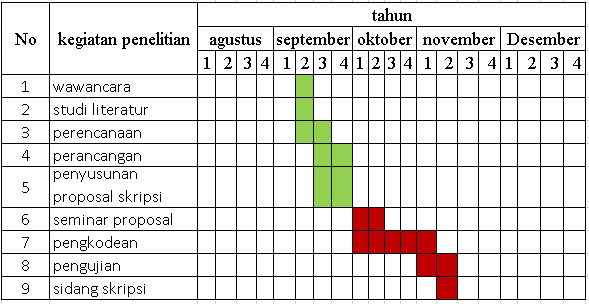 No kegiatan penelitian tahun
agustus september oktober november Desember
1 2 3 4 1 2 3 4 1 2 3 4 1 2 3 4 1 2 3 4
1 wawancara
2 studi literatur
3 perencanaan
4 perancangan
5 penyusunan
proposal skripsi
6 seminar proposal
7 pengkodean
8 pengujian
9 sidang skripsi